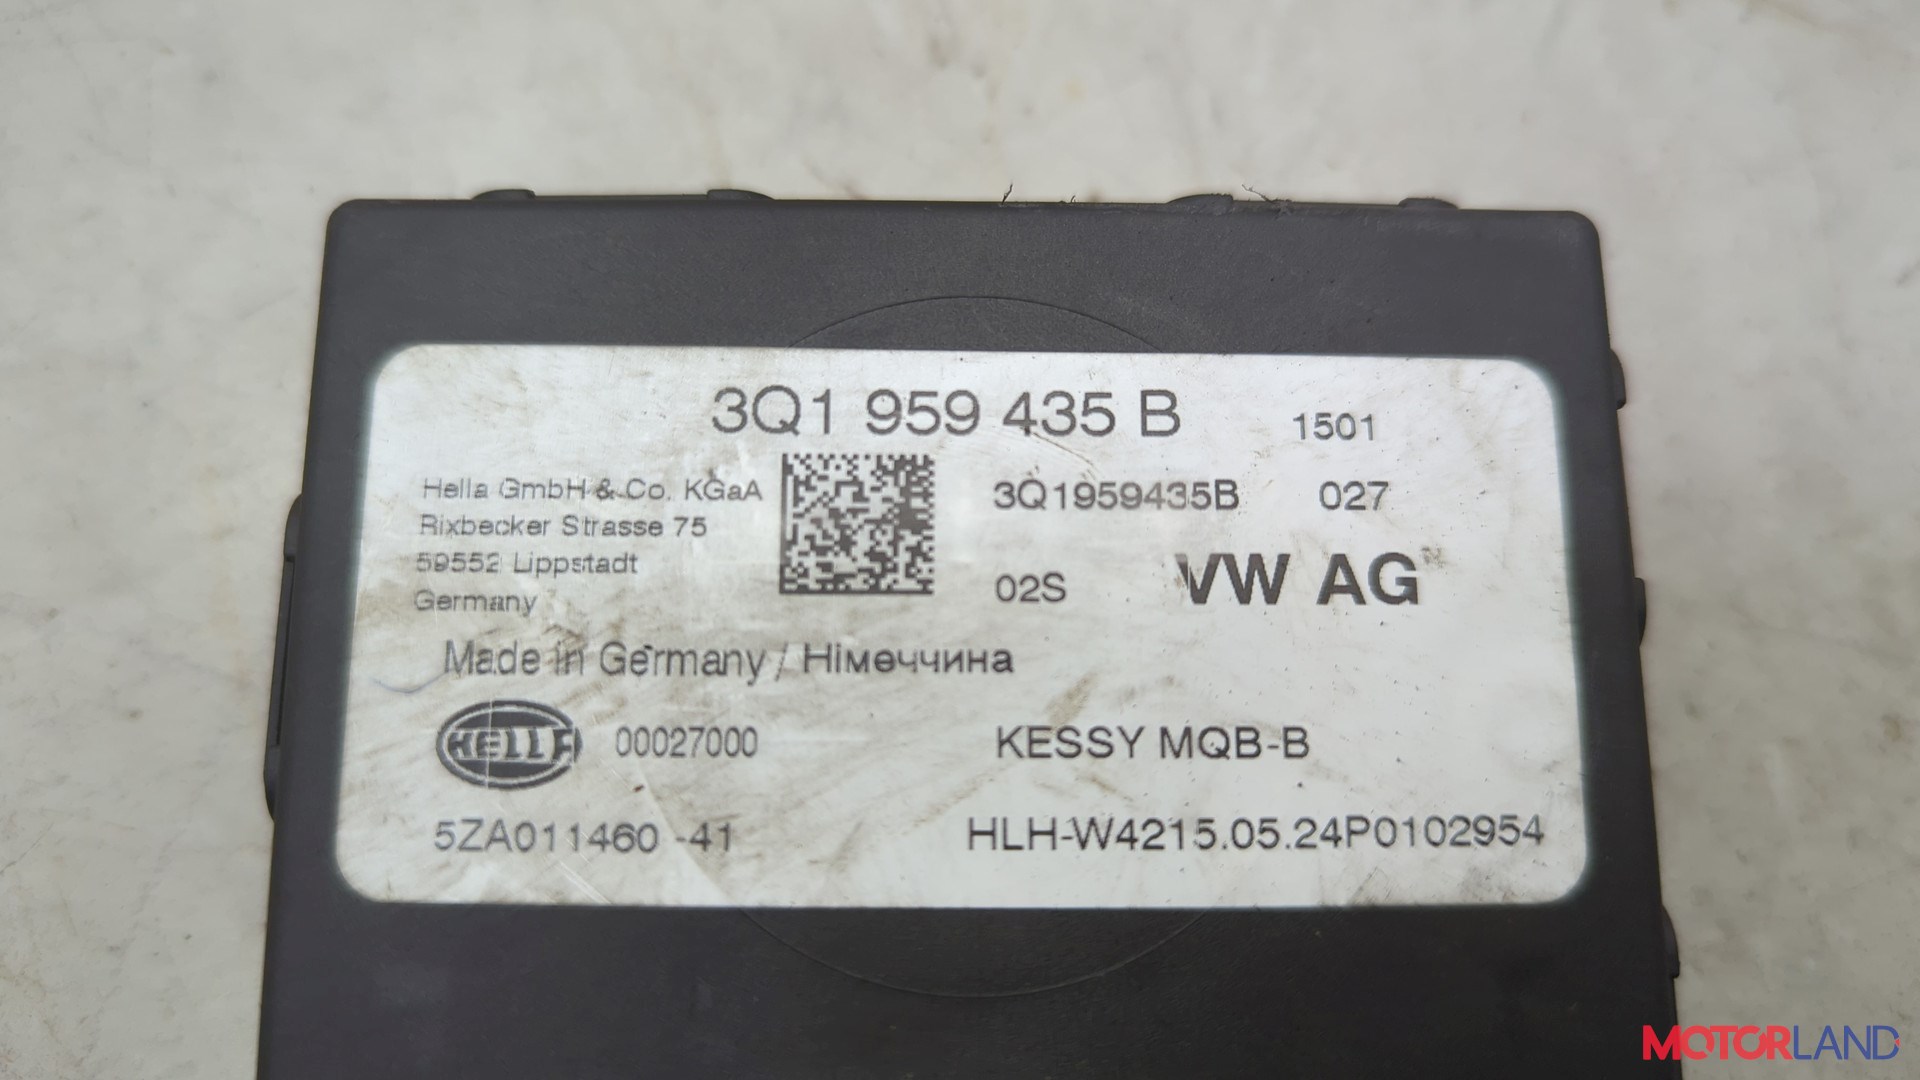 3Q1 959 435 B 1501
Hella GmbH & Co. KGaA
Rixbecker Strasse 75
59552 Lippstadt
Germany
3Q1959435B 027
02S VW AG
Made in Germany / Німеччина
HELLA 00027000 KESSY MQB-B
5ZA011460-41 HLH-W4215.05.24P0102954
MOTORLAND